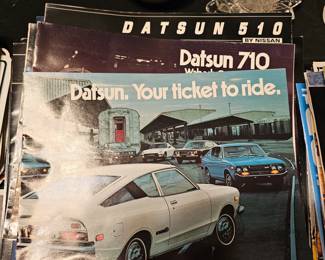 DATSUN 510
BY NISSAN
Datsun 710
Datsun. Your ticket to ride.